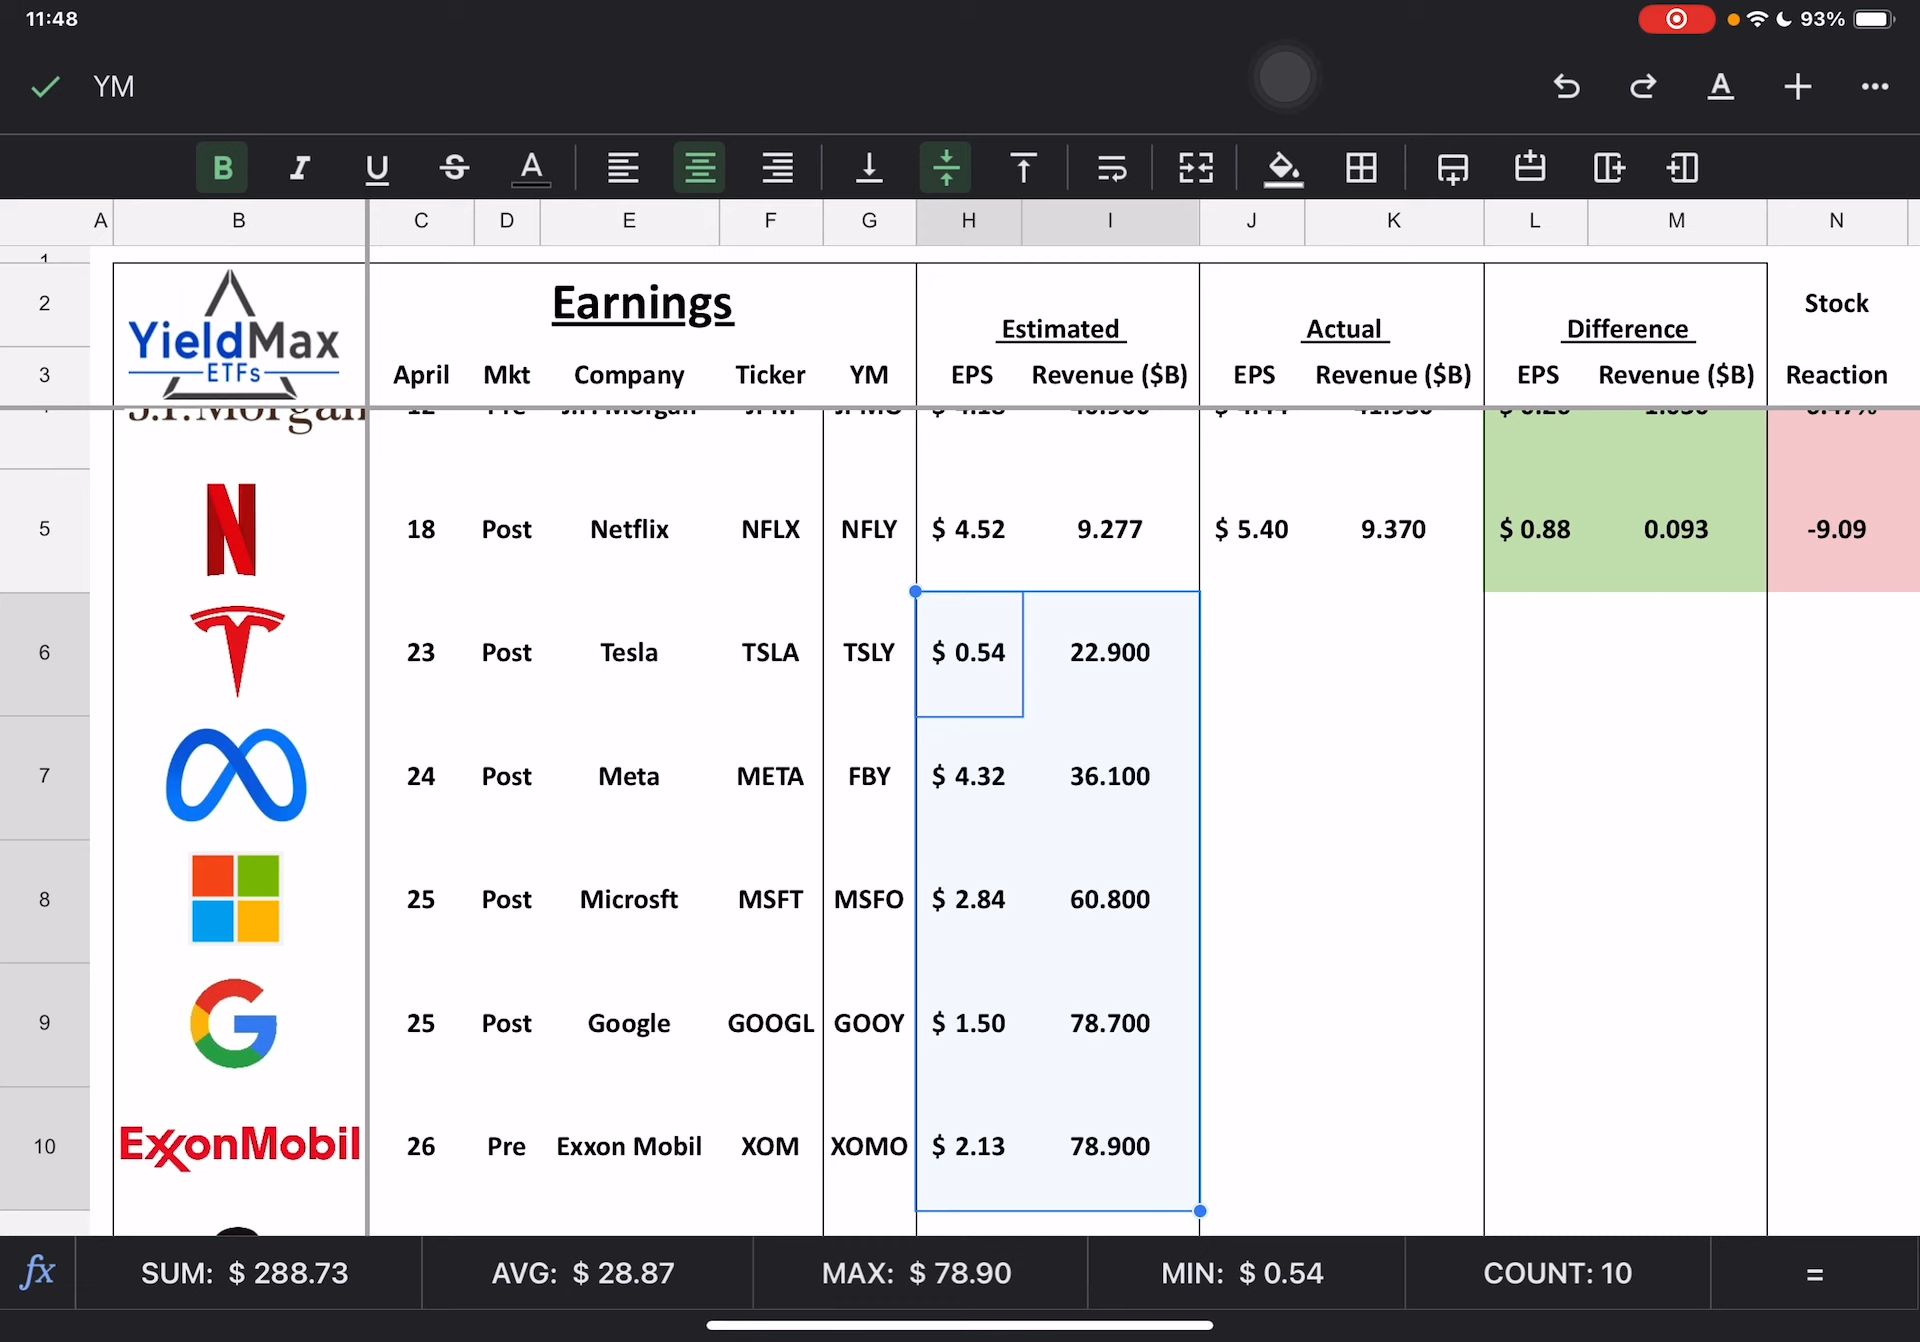 11:48
93%
YM
B I U S A
A B C D E F G H I J K L M N
1
2 YieldMax Earnings Estimated Actual Difference Stock
3 ETFs April Mkt Company Ticker YM EPS Revenue ($B) EPS Revenue ($B) EPS Revenue ($B) Reaction
J.P.Morgan
5 N 18 Post Netflix NFLX NFLY $ 4.52 9.277 $ 5.40 9.370 $ 0.88 0.093 -9.09
6 23 Post Tesla TSLA TSLY $ 0.54 22.900
7 24 Post Meta META FBY $ 4.32 36.100
8 25 Post Microsft MSFT MSFO $ 2.84 60.800
9 G 25 Post Google GOOGL GOOY $ 1.50 78.700
10 ExxonMobil 26 Pre Exxon Mobil XOM XOMO $ 2.13 78.900
fx SUM: $ 288.73 AVG: $ 28.87 MAX: $ 78.90 MIN: $ 0.54 COUNT: 10 =